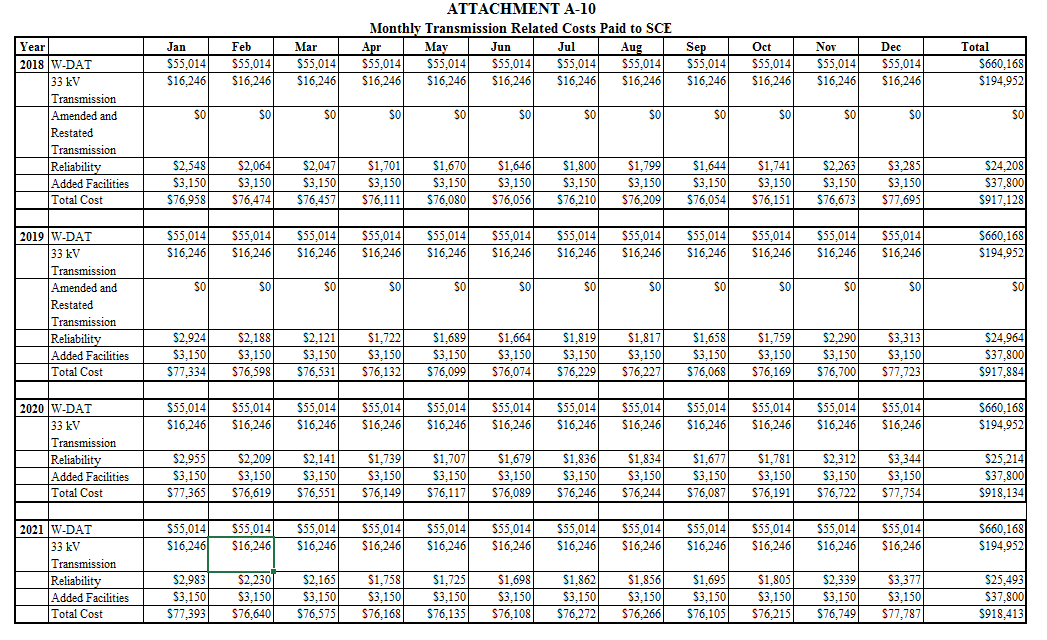 ATTACHMENT A-10
Monthly Transmission Related Costs Paid to SCE
Year Jan Feb Mar Apr May Jun Jul Aug Sep Oct Nov Dec Total
2018 W-DAT $55,014 $55,014 $55,014 $55,014 $55,014 $55,014 $55,014 $55,014 $55,014 $55,014 $55,014 $55,014 $660,168
33 kV $16,246 $16,246 $16,246 $16,246 $16,246 $16,246 $16,246 $16,246 $16,246 $16,246 $16,246 $16,246 $194,952
Transmission
Amended and $0 $0 $0 $0 $0 $0 $0 $0 $0 $0 $0 $0 $0
Restated
Transmission
Reliability $2,548 $2,064 $2,047 $1,701 $1,670 $1,646 $1,800 $1,799 $1,644 $1,741 $2,263 $3,285 $24,208
Added Facilities $3,150 $3,150 $3,150 $3,150 $3,150 $3,150 $3,150 $3,150 $3,150 $3,150 $3,150 $3,150 $37,800
Total Cost $76,958 $76,474 $76,457 $76,111 $76,080 $76,056 $76,210 $76,209 $76,054 $76,151 $76,673 $77,695 $917,128
2019 W-DAT $55,014 $55,014 $55,014 $55,014 $55,014 $55,014 $55,014 $55,014 $55,014 $55,014 $55,014 $55,014 $660,168
33 kV $16,246 $16,246 $16,246 $16,246 $16,246 $16,246 $16,246 $16,246 $16,246 $16,246 $16,246 $16,246 $194,952
Transmission
Amended and $0 $0 $0 $0 $0 $0 $0 $0 $0 $0 $0 $0 $0
Restated
Transmission
Reliability $2,924 $2,188 $2,121 $1,722 $1,689 $1,664 $1,819 $1,817 $1,658 $1,759 $2,290 $3,313 $24,964
Added Facilities $3,150 $3,150 $3,150 $3,150 $3,150 $3,150 $3,150 $3,150 $3,150 $3,150 $3,150 $3,150 $37,800
Total Cost $77,334 $76,598 $76,531 $76,132 $76,099 $76,074 $76,229 $76,227 $76,068 $76,169 $76,700 $77,723 $917,884
2020 W-DAT $55,014 $55,014 $55,014 $55,014 $55,014 $55,014 $55,014 $55,014 $55,014 $55,014 $55,014 $55,014 $660,168
33 kV $16,246 $16,246 $16,246 $16,246 $16,246 $16,246 $16,246 $16,246 $16,246 $16,246 $16,246 $16,246 $194,952
Transmission
Reliability $2,955 $2,209 $2,141 $1,739 $1,707 $1,679 $1,836 $1,834 $1,677 $1,781 $2,312 $3,344 $25,214
Added Facilities $3,150 $3,150 $3,150 $3,150 $3,150 $3,150 $3,150 $3,150 $3,150 $3,150 $3,150 $3,150 $37,800
Total Cost $77,365 $76,619 $76,551 $76,149 $76,117 $76,089 $76,246 $76,244 $76,087 $76,191 $76,722 $77,754 $918,134
2021 W-DAT $55,014 $55,014 $55,014 $55,014 $55,014 $55,014 $55,014 $55,014 $55,014 $55,014 $55,014 $55,014 $660,168
33 kV $16,246 $16,246 $16,246 $16,246 $16,246 $16,246 $16,246 $16,246 $16,246 $16,246 $16,246 $16,246 $194,952
Transmission
Reliability $2,983 $2,230 $2,165 $1,758 $1,725 $1,698 $1,862 $1,856 $1,695 $1,805 $2,339 $3,377 $25,493
Added Facilities $3,150 $3,150 $3,150 $3,150 $3,150 $3,150 $3,150 $3,150 $3,150 $3,150 $3,150 $3,150 $37,800
Total Cost $77,393 $76,640 $76,575 $76,168 $76,135 $76,108 $76,272 $76,266 $76,105 $76,215 $76,749 $77,787 $918,413